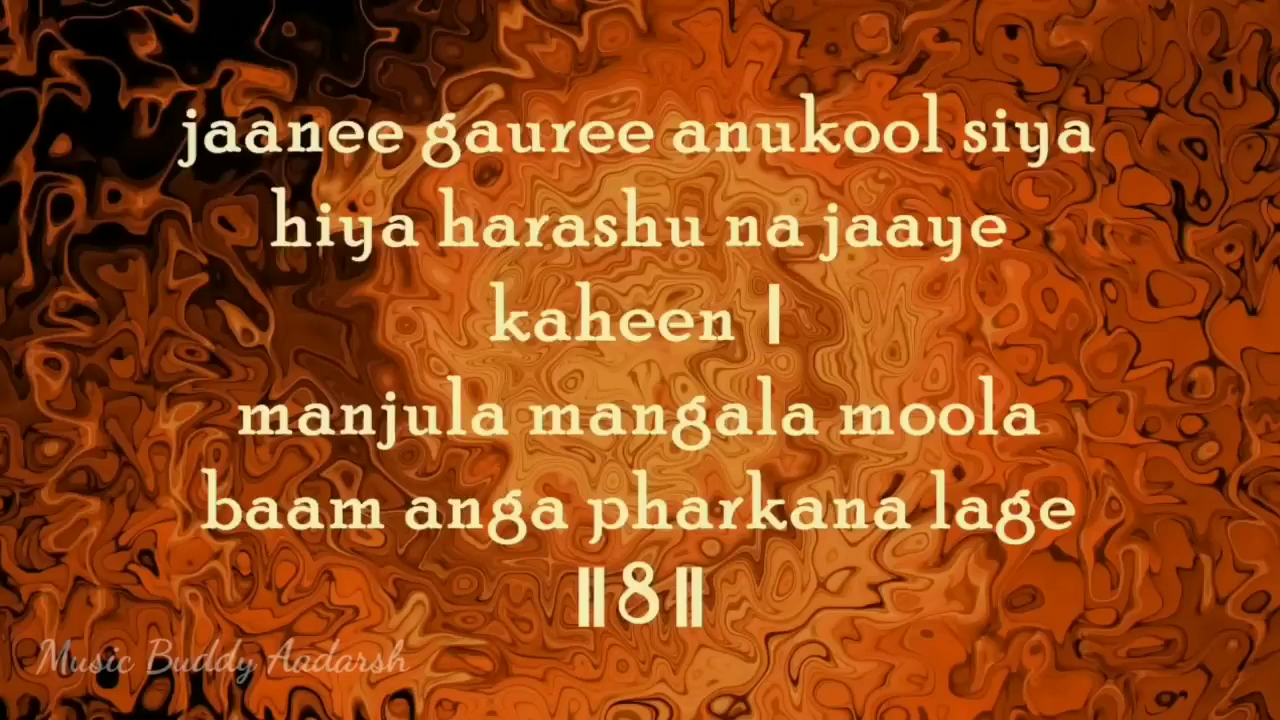 jaanee gauree anukool siya
hiya harashu na jaaye
kaheen |
manjula mangala moola
baam anga pharkana lage
||8||
Music Buddy Aadarsh